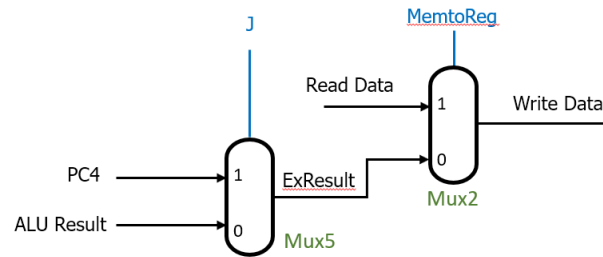 MemtoReg
J
Read Data
1
Write Data
0
PC4
1
ExResult
Mux2
ALU Result
0
Mux5